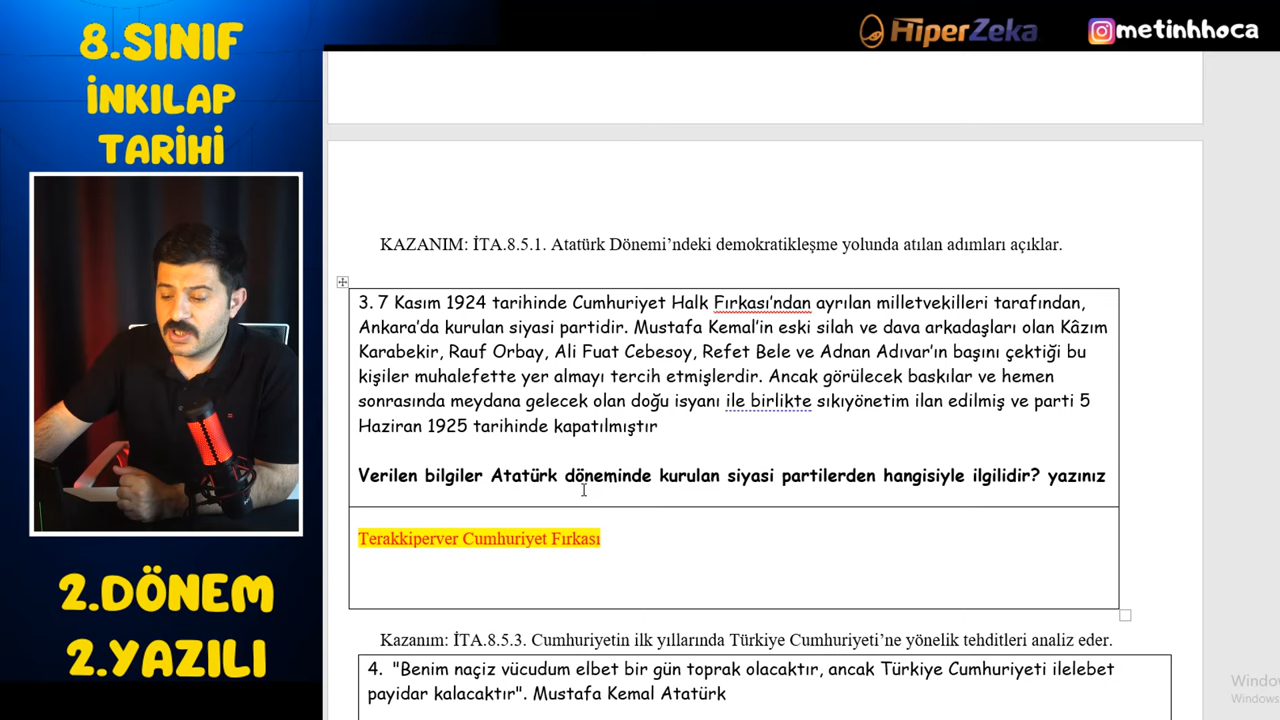 8.SINIF
İNKILAP
TARİHİ
HiperZeka
metinhhoca
KAZANIM: İTA.8.5.1. Atatürk Dönemi’ndeki demokratikleşme yolunda atılan adımları açıklar.
3. 7 Kasım 1924 tarihinde Cumhuriyet Halk Fırkası’ndan ayrılan milletvekilleri tarafından,
Ankara’da kurulan siyasi partidir. Mustafa Kemal’in eski silah ve dava arkadaşları olan Kâzım
Karabekir, Rauf Orbay, Ali Fuat Cebesoy, Refet Bele ve Adnan Adıvar’ın başını çektiği bu
kişiler muhalefette yer almayı tercih etmişlerdir. Ancak görülecek baskılar ve hemen
sonrasında meydana gelecek olan doğu isyanı ile birlikte sıkıyönetim ilan edilmiş ve parti 5
Haziran 1925 tarihinde kapatılmıştır
Verilen bilgiler Atatürk döneminde kurulan siyasi partilerden hangisiyle ilgilidir? yazınız
Terakkiperver Cumhuriyet Fırkası
Kazanım: İTA.8.5.3. Cumhuriyetin ilk yıllarında Türkiye Cumhuriyeti’ne yönelik tehditleri analiz eder.
4. "Benim naçiz vücudum elbet bir gün toprak olacaktır, ancak Türkiye Cumhuriyeti ilelebet
payidar kalacaktır". Mustafa Kemal Atatürk
2.DÖNEM
2.YAZILI